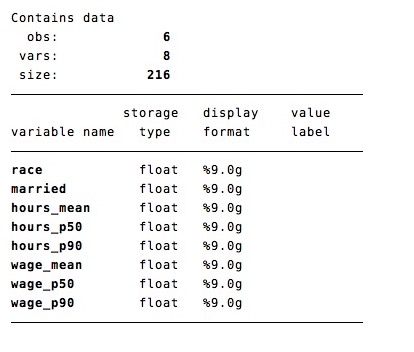 Contains data
obs: 6
vars: 8
size: 216
storage display value
variable name type format label
race float %9.0g
married float %9.0g
hours_mean float %9.0g
hours_p50 float %9.0g
hours_p90 float %9.0g
wage_mean float %9.0g
wage_p50 float %9.0g
wage_p90 float %9.0g